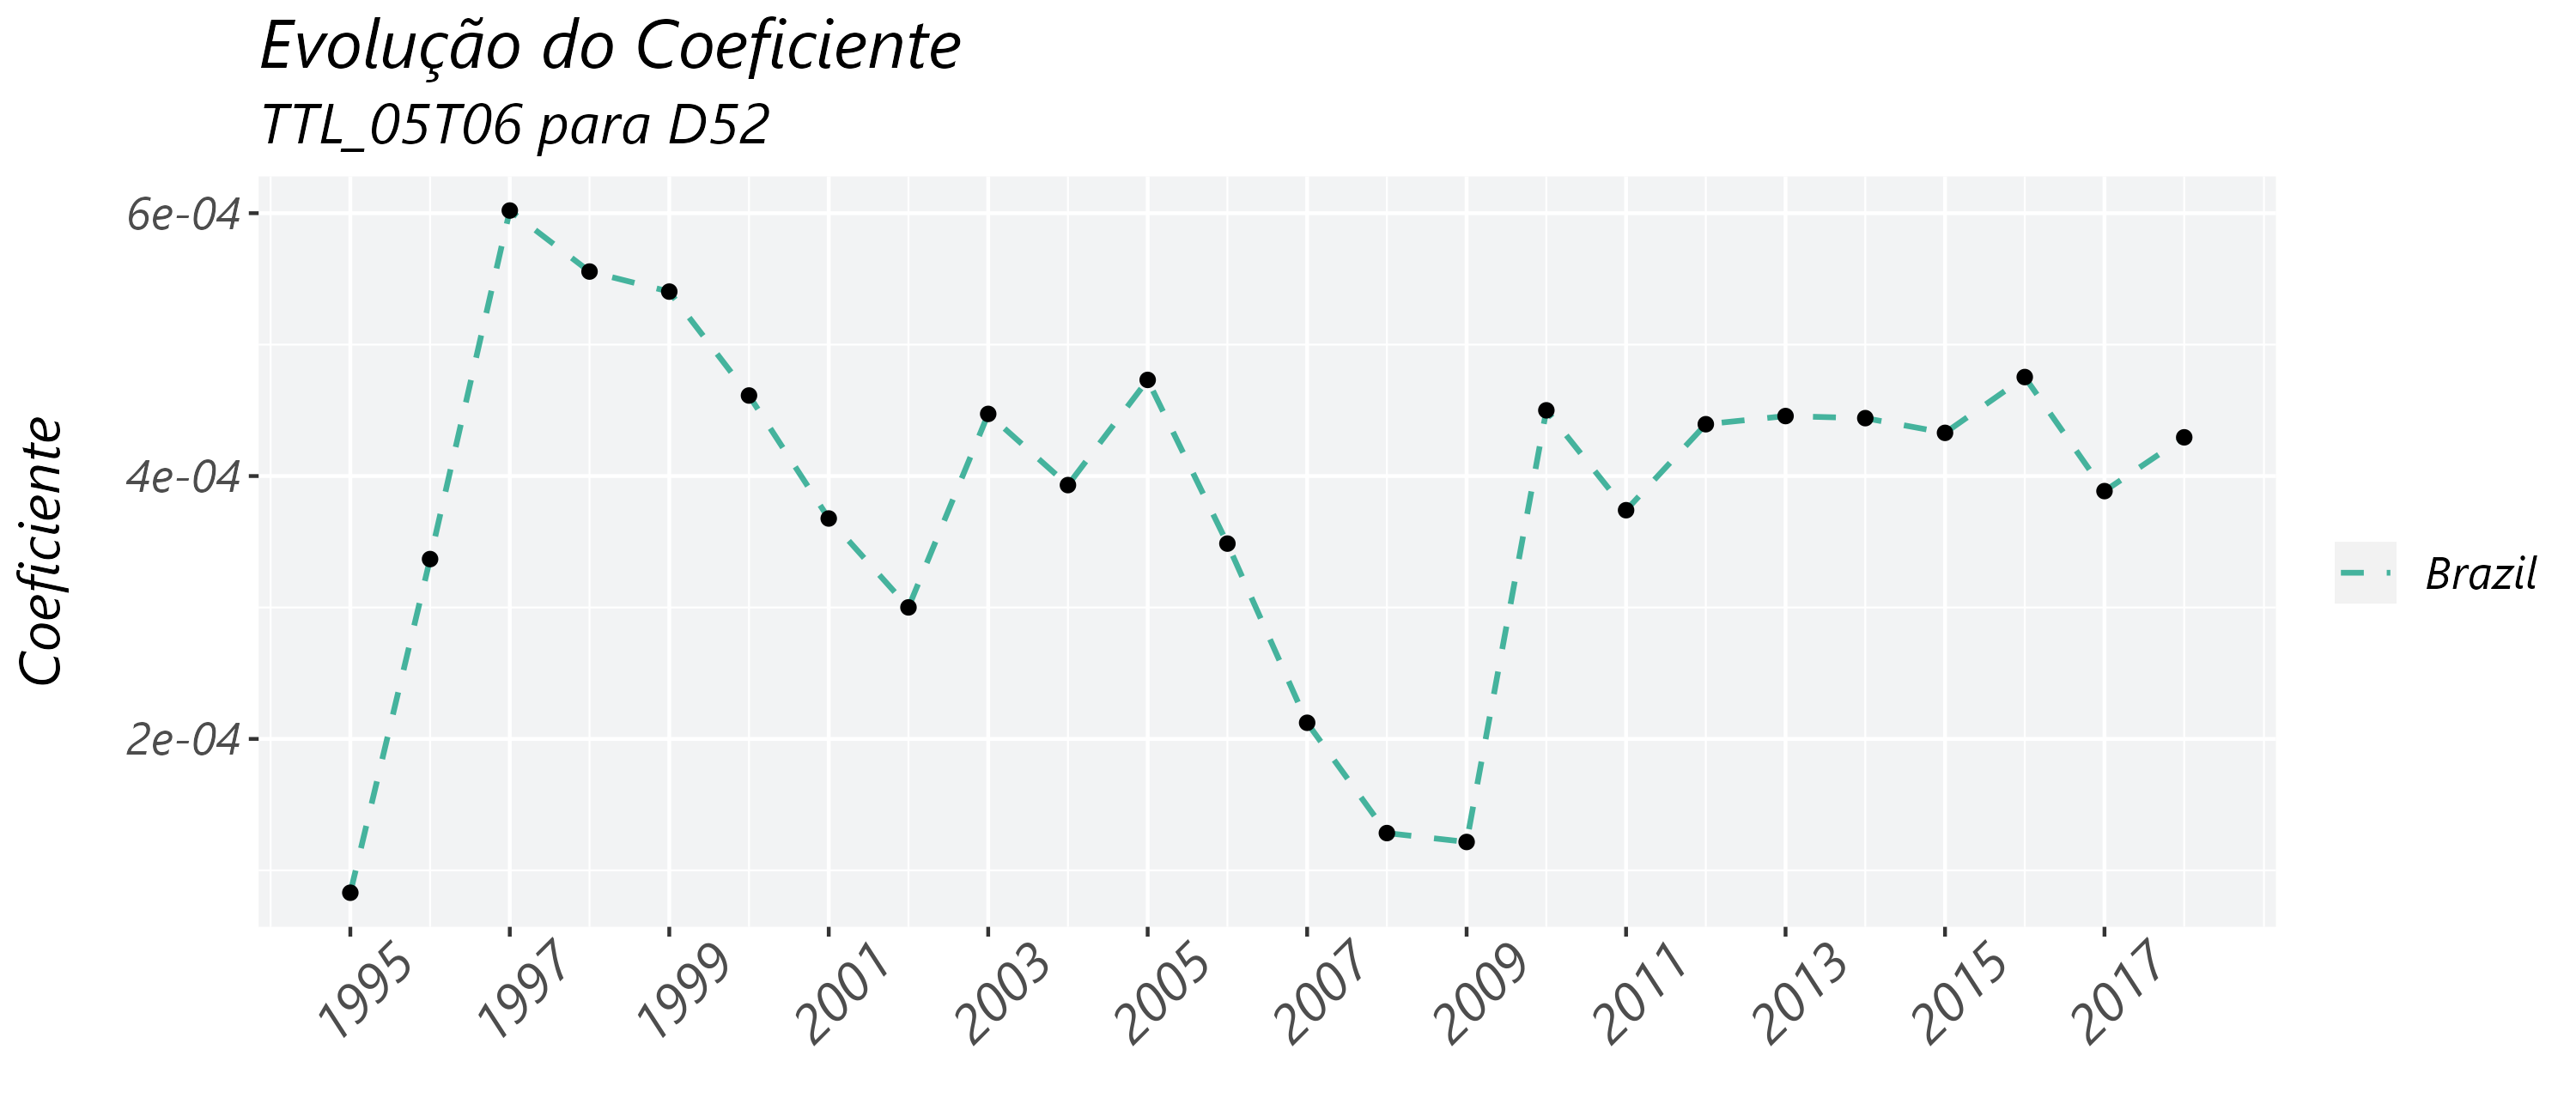 Evolução do Coeficiente
TTL_05T06 para D52
Coeficiente
6e-04
4e-04
2e-04
1995
1997
1999
2001
2003
2005
2007
2009
2011
2013
2015
2017
Brazil